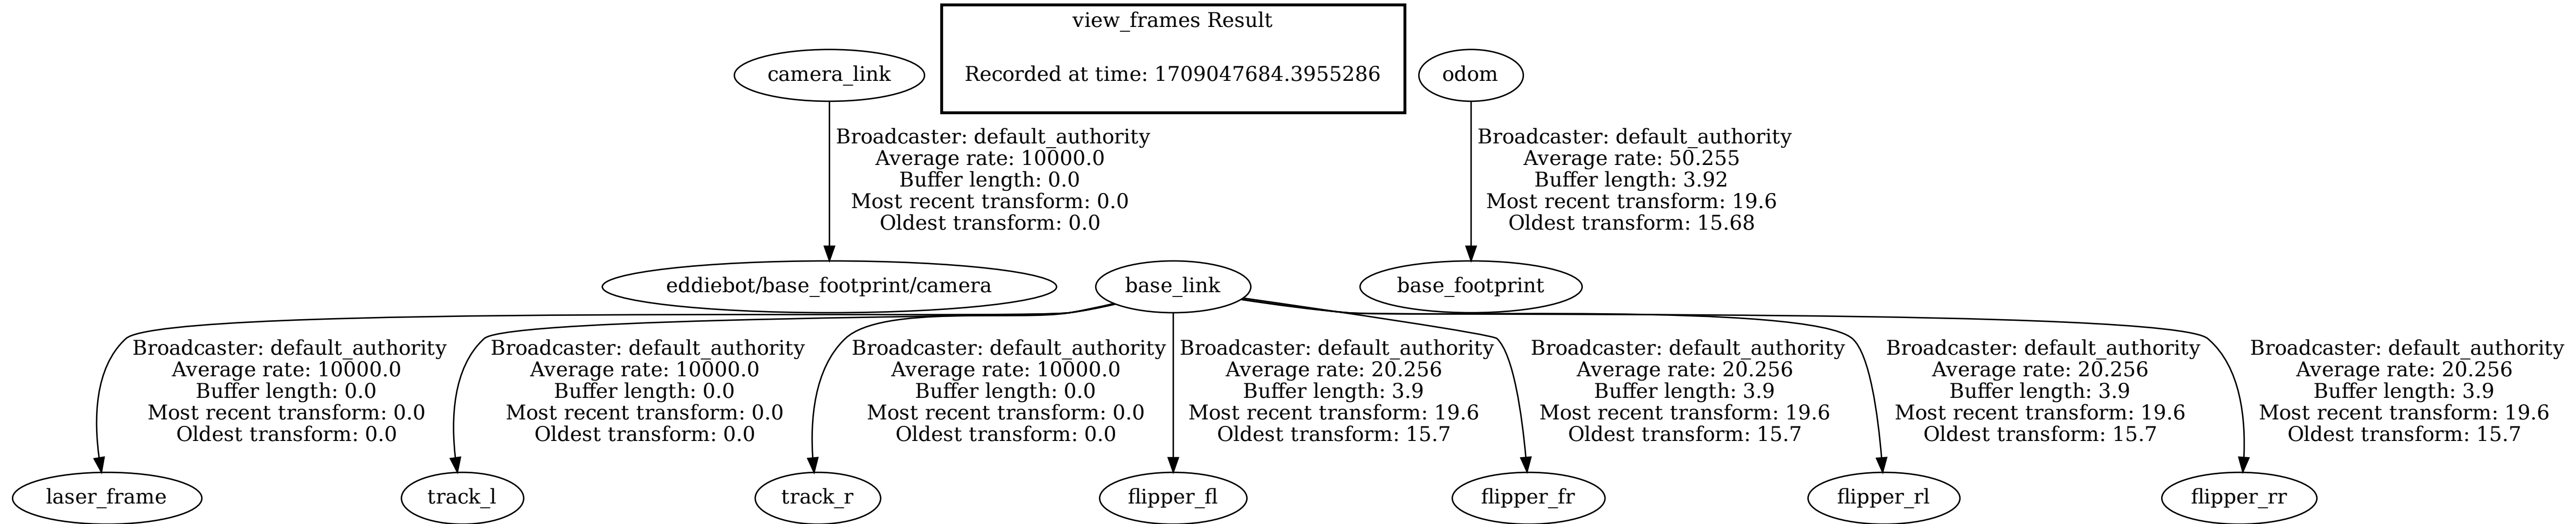 view_frames Result
Recorded at time: 1709047684.3955286
camera_link
odom
Broadcaster: default_authority
Average rate: 10000.0
Buffer length: 0.0
Most recent transform: 0.0
Oldest transform: 0.0
Broadcaster: default_authority
Average rate: 50.255
Buffer length: 3.92
Most recent transform: 19.6
Oldest transform: 15.68
eddiebot/base_footprint/camera
base_link
base_footprint
Broadcaster: default_authority
Average rate: 10000.0
Buffer length: 0.0
Most recent transform: 0.0
Oldest transform: 0.0
Broadcaster: default_authority
Average rate: 10000.0
Buffer length: 0.0
Most recent transform: 0.0
Oldest transform: 0.0
Broadcaster: default_authority
Average rate: 10000.0
Buffer length: 0.0
Most recent transform: 0.0
Oldest transform: 0.0
Broadcaster: default_authority
Average rate: 20.256
Buffer length: 3.9
Most recent transform: 19.6
Oldest transform: 15.7
Broadcaster: default_authority
Average rate: 20.256
Buffer length: 3.9
Most recent transform: 19.6
Oldest transform: 15.7
Broadcaster: default_authority
Average rate: 20.256
Buffer length: 3.9
Most recent transform: 19.6
Oldest transform: 15.7
Broadcaster: default_authority
Average rate: 20.256
Buffer length: 3.9
Most recent transform: 19.6
Oldest transform: 15.7
laser_frame
track_l
track_r
flipper_fl
flipper_fr
flipper_rl
flipper_rr